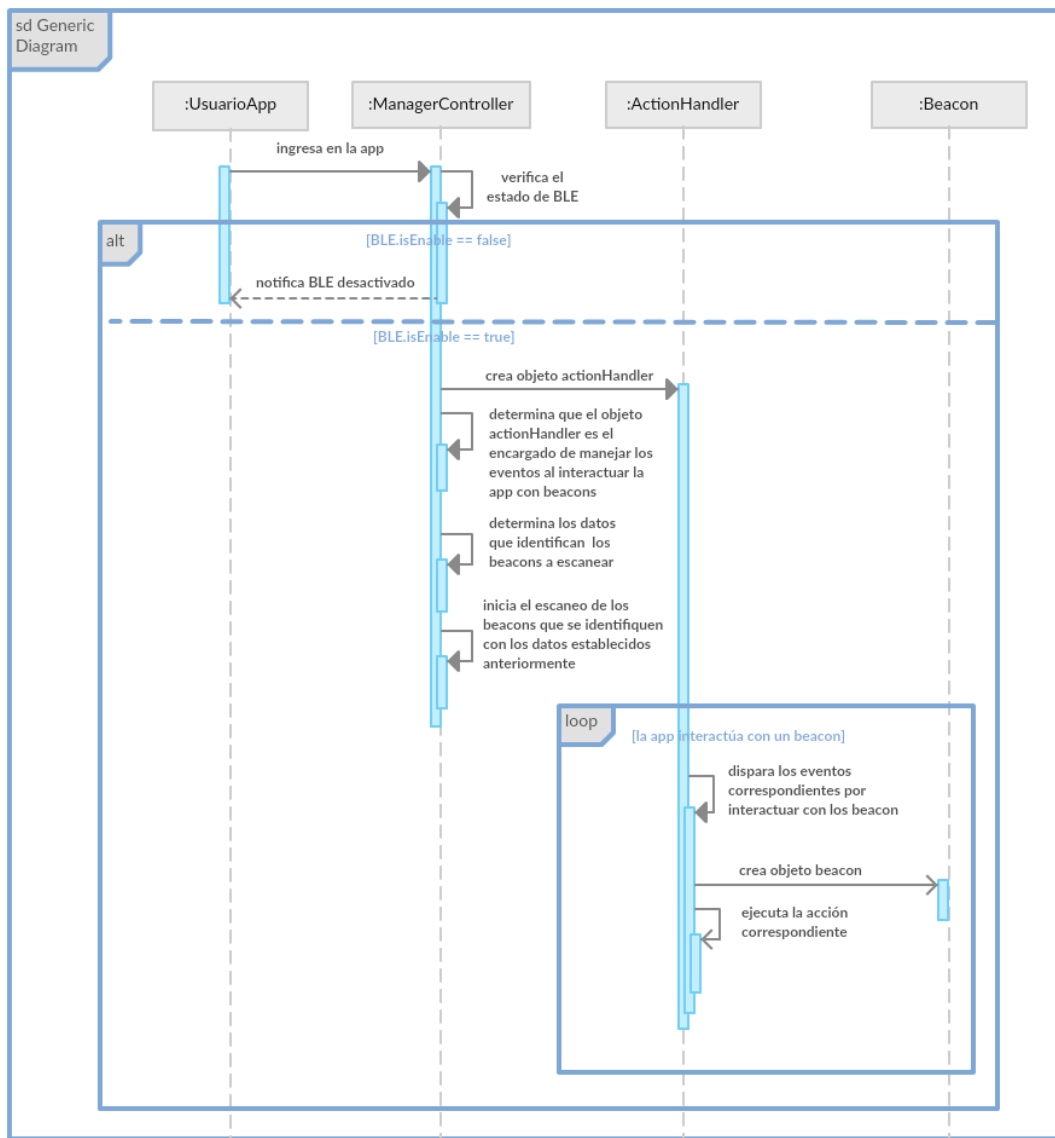 sd Generic
Diagram
:UsuarioApp
:ManagerController
:ActionHandler
:Beacon
ingresa en la app
verifica el
estado de BLE
alt
[BLE.isEnable == false]
notifica BLE desactivado
[BLE.isEnable == true]
crea objeto actionHandler
determina que el objeto
actionHandler es el
encargado de manejar los
eventos al interactuar la
app con beacons
determina los datos
que identifican los
beacons a escanear
inicia el escaneo de los
beacons que se identifiquen
con los datos establecidos
anteriormente
loop
[la app interactúa con un beacon]
dispara los eventos
correspondientes por
interactuar con los beacon
crea objeto beacon
ejecuta la acción
correspondiente